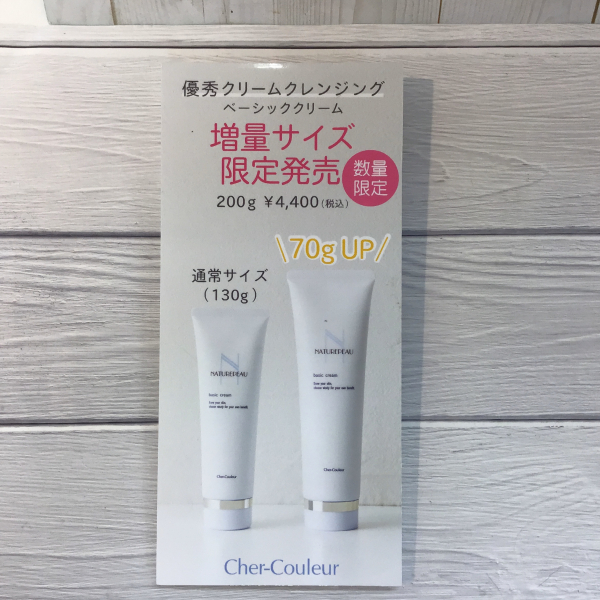 優秀クリームクレンジング
ベーシッククリーム
増量サイズ
限定発売
数量
限定
200g ¥4,400(税込)
\70g UP/
通常サイズ
(130g)
N
NATUREPEAU
basic cream
Cher-Couleur
N
NATUREPEAU
basic cream
Cher-Couleur
Cher-Couleur